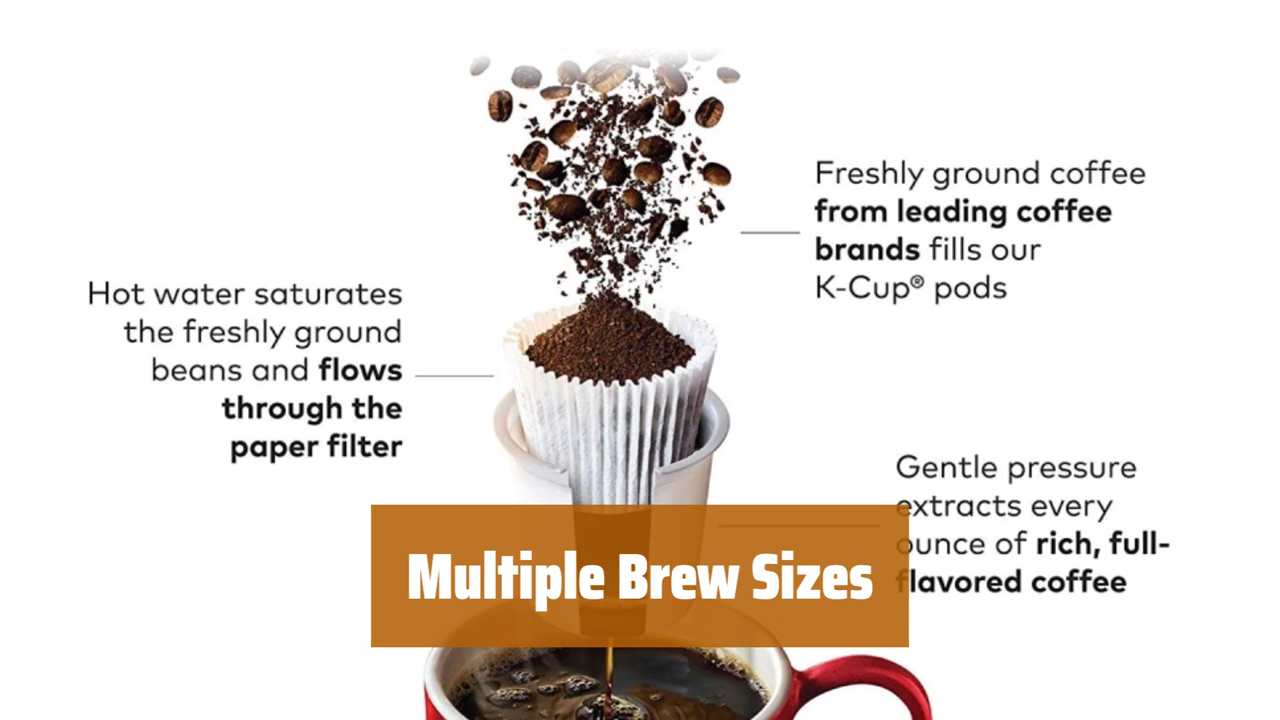 Freshly ground coffee
from leading coffee
brands fills our
K-Cup® pods
Hot water saturates
the freshly ground
beans and flows
through the
paper filter
Gentle pressure
extracts every
ounce of rich, full-
flavored coffee
Multiple Brew Sizes